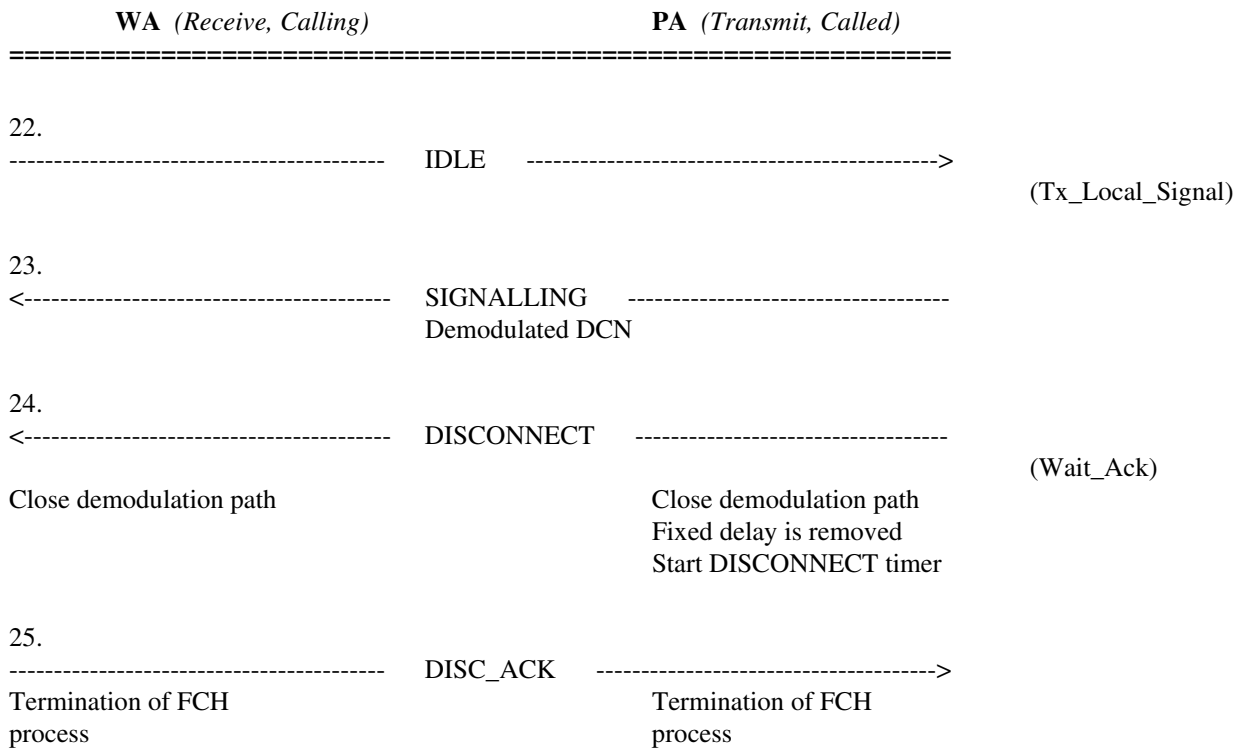 WA (Receive, Calling) PA (Transmit, Called)
==============================================================
22.
------------------------------------------ IDLE ---------------------------------------------->
(Tx_Local_Signal)
23.
<----------------------------------------- SIGNALLING ------------------------------------
Demodulated DCN
24.
<----------------------------------------- DISCONNECT -----------------------------------
(Wait_Ack)
Close demodulation path Close demodulation path
Fixed delay is removed
Start DISCONNECT timer
25.
------------------------------------------ DISC_ACK -------------------------------------->
Termination of FCH Termination of FCH
process process